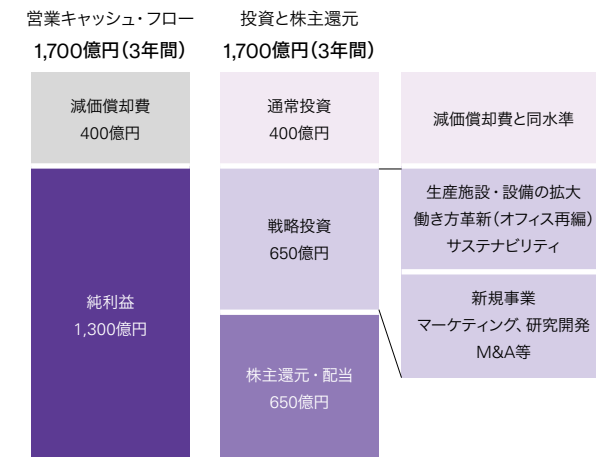 営業キャッシュ・フロー
1,700億円(3年間)
減価償却費
400億円
純利益
1,300億円
投資と株主還元
1,700億円(3年間)
通常投資
400億円
戦略投資
650億円
株主還元・配当
650億円
減価償却費と同水準
生産施設・設備の拡大
働き方革新(オフィス再編)
サステナビリティ
新規事業
マーケティング、研究開発
M&A等